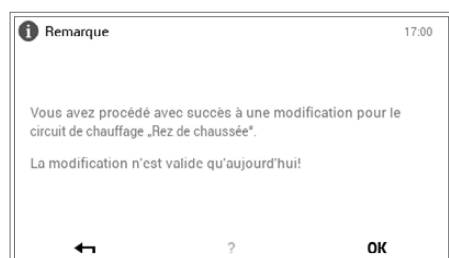 i Remarque 17:00
Vous avez procédé avec succès à une modification pour le
circuit de chauffage „Rez de chaussée“.
La modification n'est valide qu'aujourd'hui!
? OK